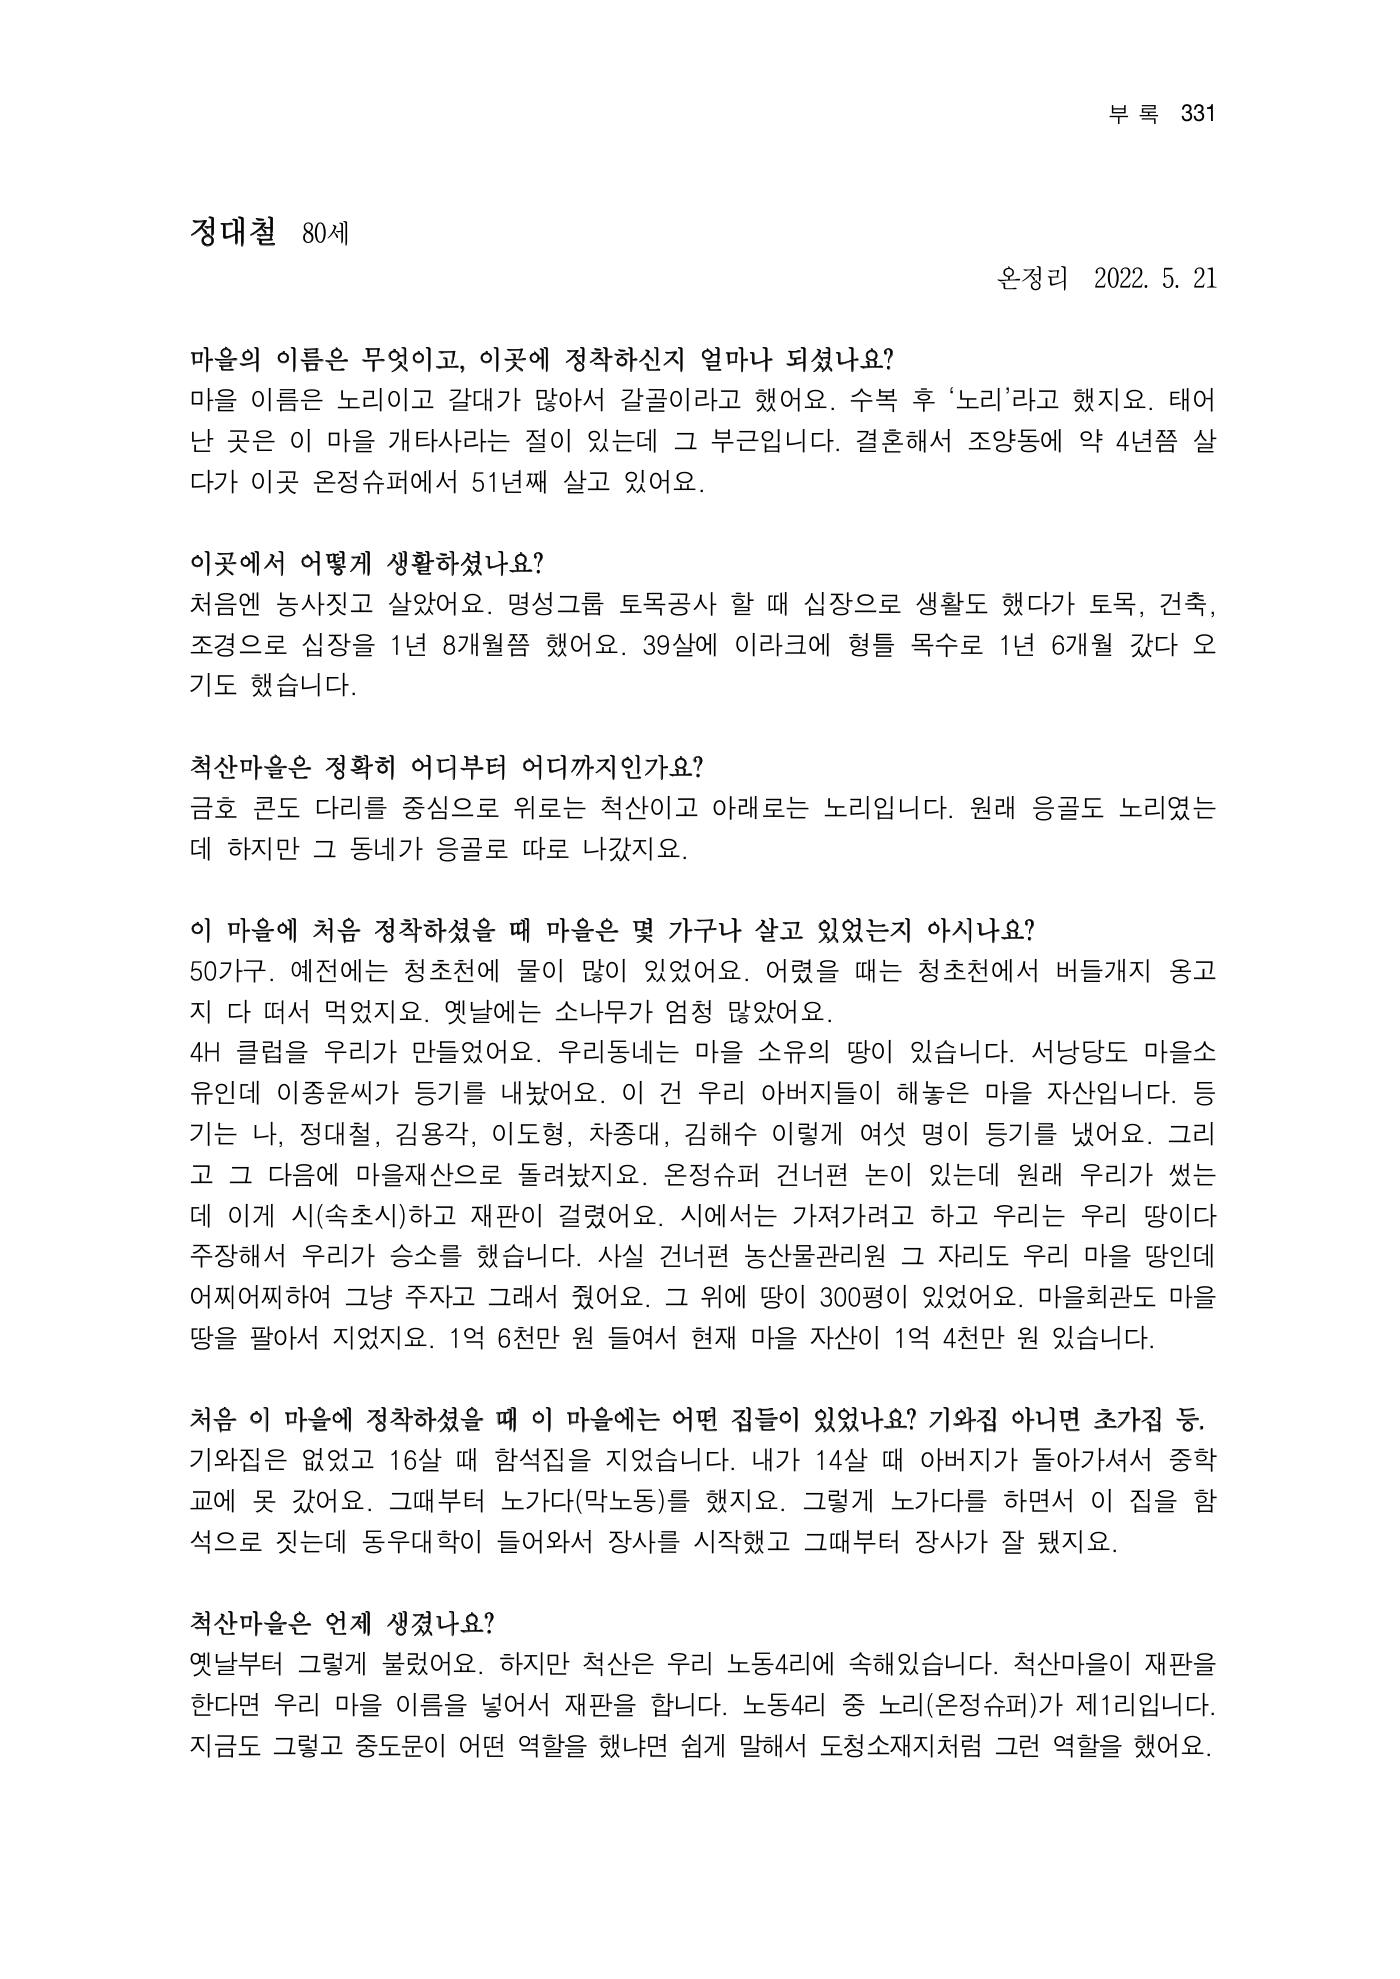 부 록 331
정대철 80세
온정리 2022. 5. 21
마을의 이름은 무엇이고, 이곳에 정착하신지 얼마나 되셨나요?
마을 이름은 노리이고 갈대가 많아서 갈골이라고 했어요. 수복 후 ‘노리’라고 했지요. 태어
난 곳은 이 마을 개타사라는 절이 있는데 그 부근입니다. 결혼해서 조양동에 약 4년쯤 살
다가 이곳 온정슈퍼에서 51년째 살고 있어요.
이곳에서 어떻게 생활하셨나요?
처음엔 농사짓고 살았어요. 명성그룹 토목공사 할 때 십장으로 생활도 했다가 토목, 건축,
조경으로 십장을 1년 8개월쯤 했어요. 39살에 이라크에 형틀 목수로 1년 6개월 갔다 오
기도 했습니다.
척산마을은 정확히 어디부터 어디까지인가요?
금호 콘도 다리를 중심으로 위로는 척산이고 아래로는 노리입니다. 원래 응골도 노리였는
데 하지만 그 동네가 응골로 따로 나갔지요.
이 마을에 처음 정착하셨을 때 마을은 몇 가구나 살고 있었는지 아시나요?
50가구. 예전에는 청초천에 물이 많이 있었어요. 어렸을 때는 청초천에서 버들개지 옹고
지 다 떠서 먹었지요. 옛날에는 소나무가 엄청 많았어요.
4H 클럽을 우리가 만들었어요. 우리동네는 마을 소유의 땅이 있습니다. 서낭당도 마을소
유인데 이종윤씨가 등기를 내놨어요. 이 건 우리 아버지들이 해놓은 마을 자산입니다. 등
기는 나, 정대철, 김용각, 이도형, 차종대, 김해수 이렇게 여섯 명이 등기를 냈어요. 그리
고 그 다음에 마을재산으로 돌려놨지요. 온정슈퍼 건너편 논이 있는데 원래 우리가 썼는
데 이게 시(속초시)하고 재판이 걸렸어요. 시에서는 가져가려고 하고 우리는 우리 땅이다
주장해서 우리가 승소를 했습니다. 사실 건너편 농산물관리원 그 자리도 우리 마을 땅인데
어찌어찌하여 그냥 주자고 그래서 줬어요. 그 위에 땅이 300평이 있었어요. 마을회관도 마을
땅을 팔아서 지었지요. 1억 6천만 원 들여서 현재 마을 자산이 1억 4천만 원 있습니다.
처음 이 마을에 정착하셨을 때 이 마을에는 어떤 집들이 있었나요? 기와집 아니면 초가집 등.
기와집은 없었고 16살 때 함석집을 지었습니다. 내가 14살 때 아버지가 돌아가셔서 중학
교에 못 갔어요. 그때부터 노가다(막노동)를 했지요. 그렇게 노가다를 하면서 이 집을 함
석으로 짓는데 동우대학이 들어와서 장사를 시작했고 그때부터 장사가 잘 됐지요.
척산마을은 언제 생겼나요?
옛날부터 그렇게 불렀어요. 하지만 척산은 우리 노동4리에 속해있습니다. 척산마을이 재판을
한다면 우리 마을 이름을 넣어서 재판을 합니다. 노동4리 중 노리(온정슈퍼)가 제1리입니다.
지금도 그렇고 중도문이 어떤 역할을 했냐면 쉽게 말해서 도청소재지처럼 그런 역할을 했어요.